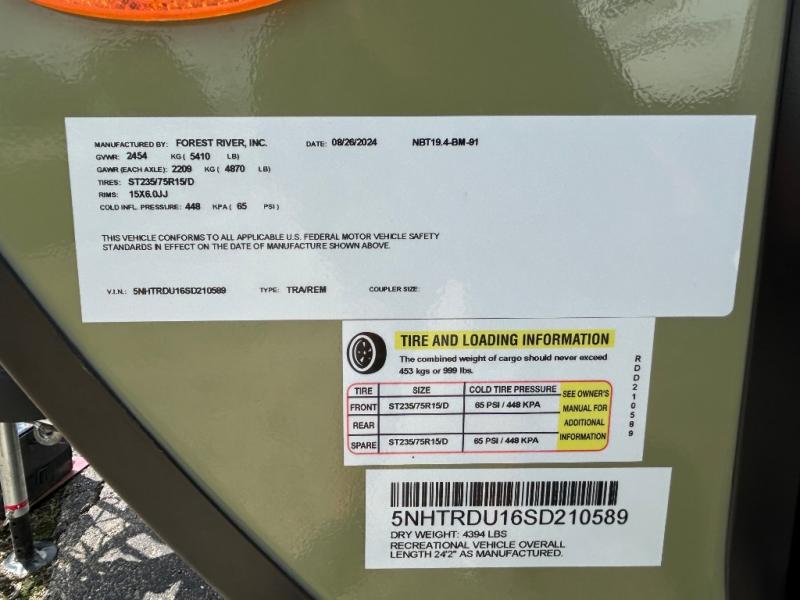 MANUFACTURED BY: FOREST RIVER, INC. DATE: 08/26/2024 NBT19.4-BM-91
GVWR: 2454 KG ( 5410 LB)
GAWR (EACH AXLE): 2209 KG ( 4870 LB)
TIRES: ST235/75R15/D
RIMS: 15X6.0JJ
COLD INFL. PRESSURE: 448 KPA ( 65 PSI )
THIS VEHICLE CONFORMS TO ALL APPLICABLE U.S. FEDERAL MOTOR VEHICLE SAFETY
STANDARDS IN EFFECT ON THE DATE OF MANUFACTURE SHOWN ABOVE.
V.I.N.: 5NHTRDU16SD210589 TYPE: TRA/REM COUPLER SIZE:
TIRE AND LOADING INFORMATION
The combined weight of cargo should never exceed
453 kgs or 999 lbs.
TIRE SIZE COLD TIRE PRESSURE
FRONT ST235/75R15/D 65 PSI / 448 KPA
REAR
SPARE ST235/75R15/D 65 PSI / 448 KPA
SEE OWNER'S
MANUAL FOR
ADDITIONAL
INFORMATION
RDD210589
5NHTRDU16SD210589
DRY WEIGHT: 4394 LBS
RECREATIONAL VEHICLE OVERALL
LENGTH 24'2" AS MANUFACTURED.